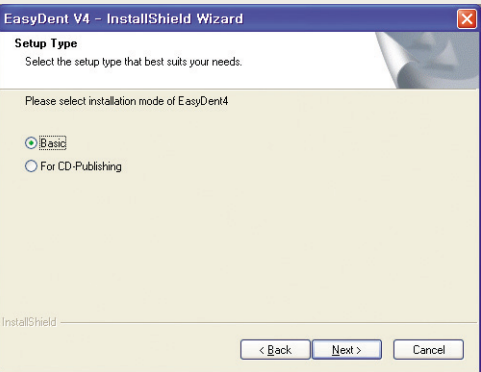 EasyDent V4 - InstallShield Wizard
Setup Type
Select the setup type that best suits your needs.
Please select installation mode of EasyDent4
Basic
For CD-Publishing
InstallShield
< Back Next > Cancel